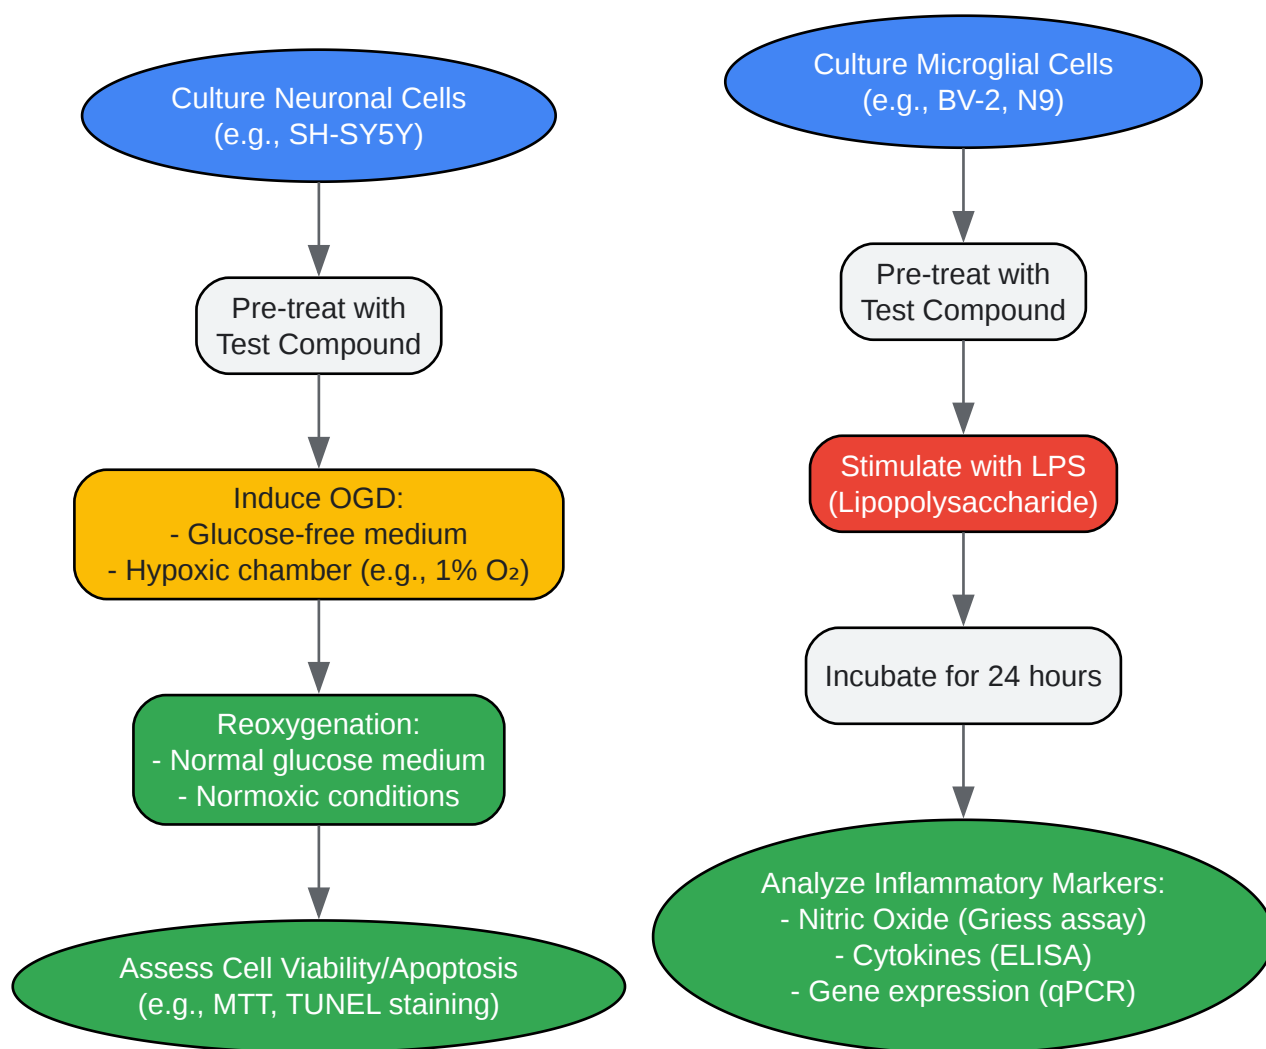 Culture Neuronal Cells
(e.g., SH-SY5Y)
Pre-treat with
Test Compound
Induce OGD:
- Glucose-free medium
- Hypoxic chamber (e.g., 1% O₂)
Reoxygenation:
- Normal glucose medium
- Normoxic conditions
Assess Cell Viability/Apoptosis
(e.g., MTT, TUNEL staining)
Culture Microglial Cells
(e.g., BV-2, N9)
Pre-treat with
Test Compound
Stimulate with LPS
(Lipopolysaccharide)
Incubate for 24 hours
Analyze Inflammatory Markers:
- Nitric Oxide (Griess assay)
- Cytokines (ELISA)
- Gene expression (qPCR)